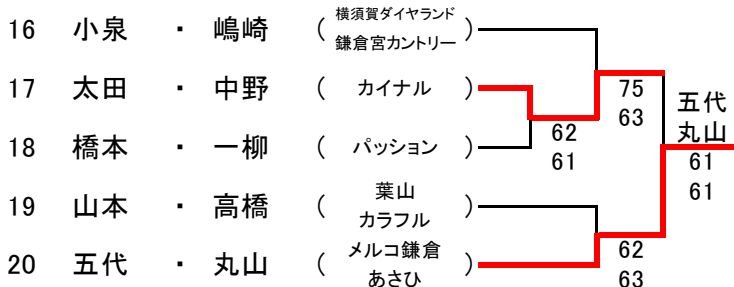 16 小泉 ・ 嶋崎 ( 横須賀ダイヤランド
鎌倉宮カントリー )
17 太田 ・ 中野 ( カイナル )
18 橋本 ・ 一柳 ( パッション )
19 山本 ・ 高橋 ( 葉山
カラフル )
20 五代 ・ 丸山 ( メルコ鎌倉
あさひ )
62
61
75
63
62
63
五代
丸山
61
61